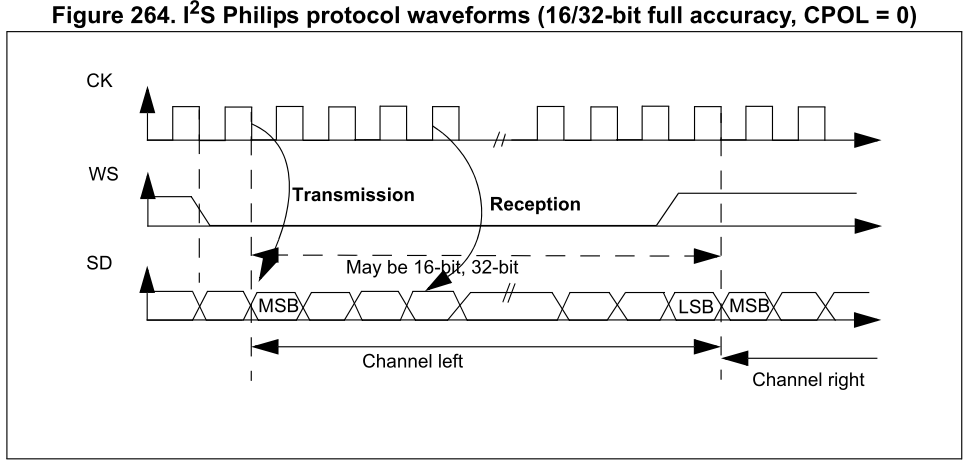 Figure 264. I2S Philips protocol waveforms (16/32-bit full accuracy, CPOL = 0)
CK
WS
Transmission
Reception
SD
May be 16-bit, 32-bit
MSB
LSB
MSB
Channel left
Channel right